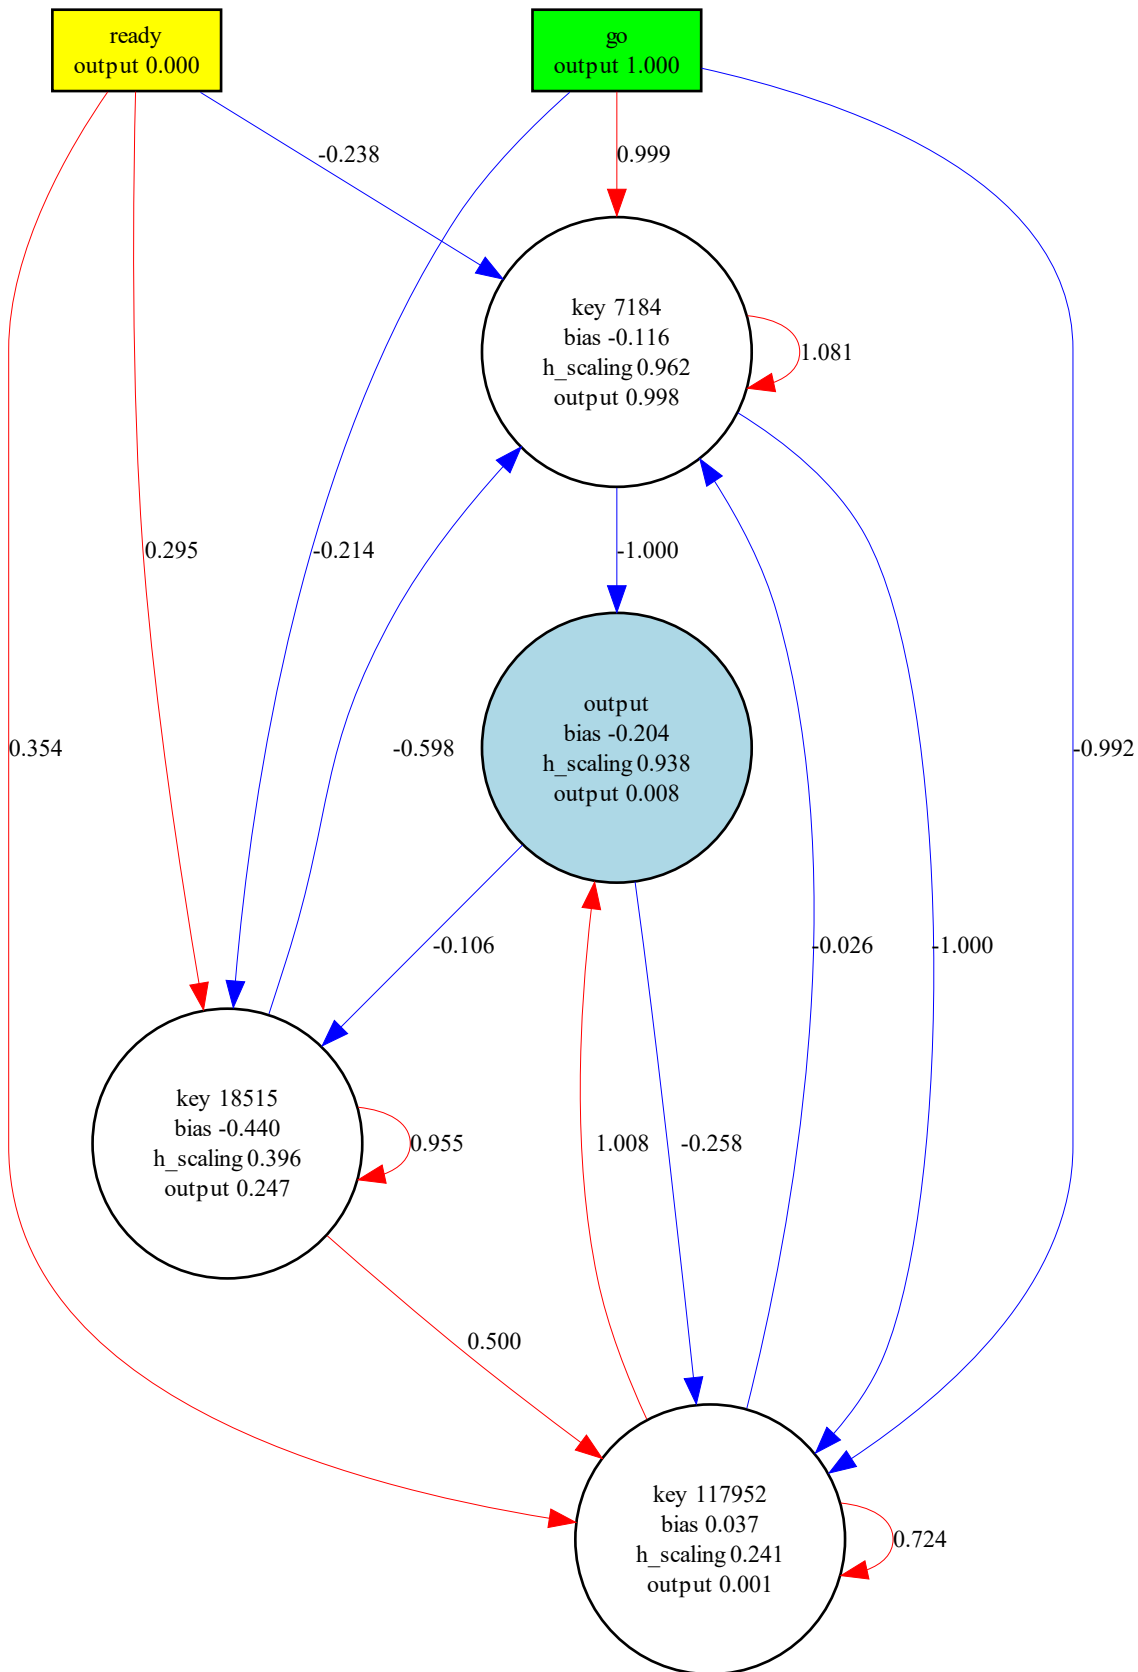 ready
output 0.000
go
output 1.000
-0.238
0.999
key 7184
bias -0.116
h_scaling 0.962
output 0.998
1.081
0.295
-0.214
-1.000
output
bias -0.204
h_scaling 0.938
output 0.008
0.354
-0.598
-0.992
-0.106
-0.026
-1.000
key 18515
bias -0.440
h_scaling 0.396
output 0.247
0.955
1.008
-0.258
0.500
key 117952
bias 0.037
h_scaling 0.241
output 0.001
0.724